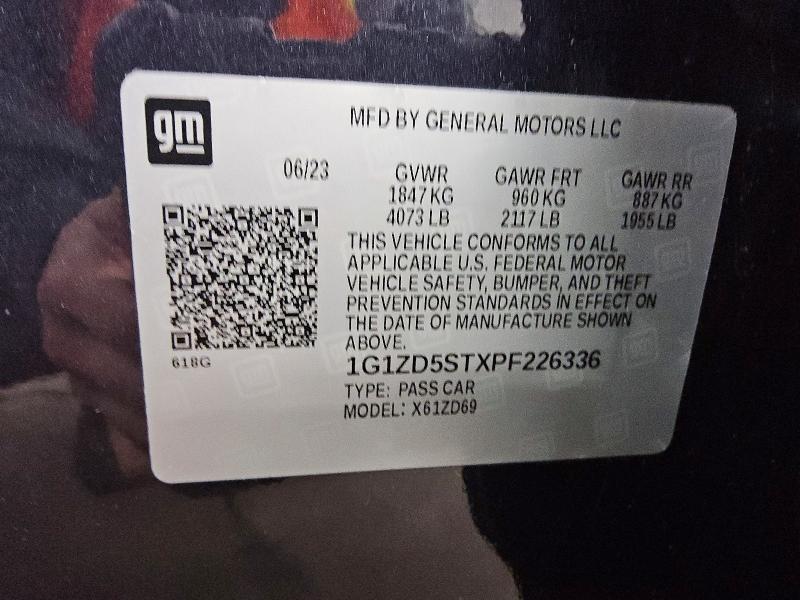 gm
MFD BY GENERAL MOTORS LLC
06/23 GVWR GAWR FRT GAWR RR
1847 KG 960 KG 887 KG
4073 LB 2117 LB 1955 LB
THIS VEHICLE CONFORMS TO ALL
APPLICABLE U.S. FEDERAL MOTOR
VEHICLE SAFETY, BUMPER, AND THEFT
PREVENTION STANDARDS IN EFFECT ON
THE DATE OF MANUFACTURE SHOWN
ABOVE.
618G
1G1ZD5STXPF226336
TYPE: PASS CAR
MODEL: X61ZD69